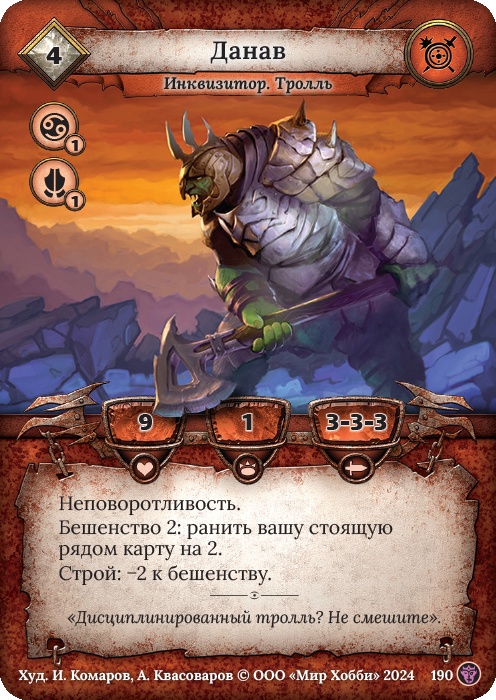 4
Данав
Инквизитор. Тролль
1
1
9
1
3-3-3
Неповоротливость.
Бешенство 2: ранить вашу стоящую
рядом карту на 2.
Строй: −2 к бешенству.
«Дисциплинированный тролль? Не смешите».
Худ. И. Комаров, А. Квасоваров © ООО «Мир Хобби» 2024
190